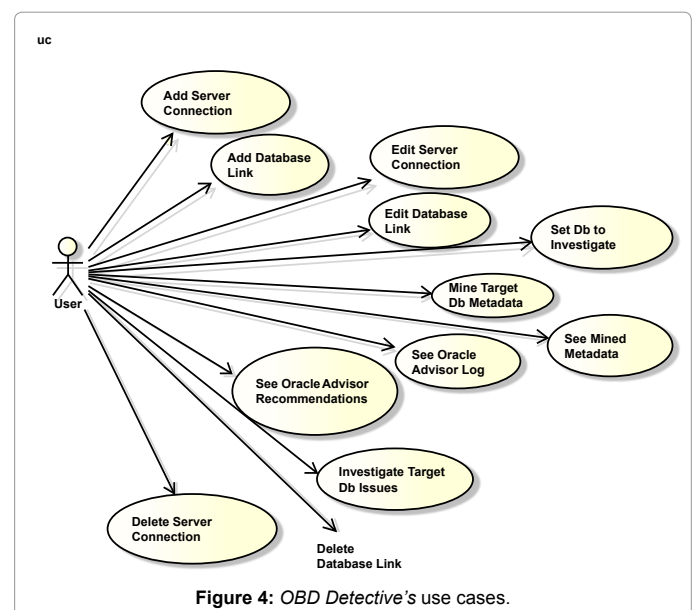 uc
Add Server
Connection
Add Database
Link
Edit Server
Connection
Edit Database
Link
Set Db to
Investigate
User
Mine Target
Db Metadata
See Mined
Metadata
See Oracle
Advisor Log
See Oracle Advisor
Recommendations
Investigate Target
Db Issues
Delete Server
Connection
Delete
Database Link
Figure 4: OBD Detective's use cases.